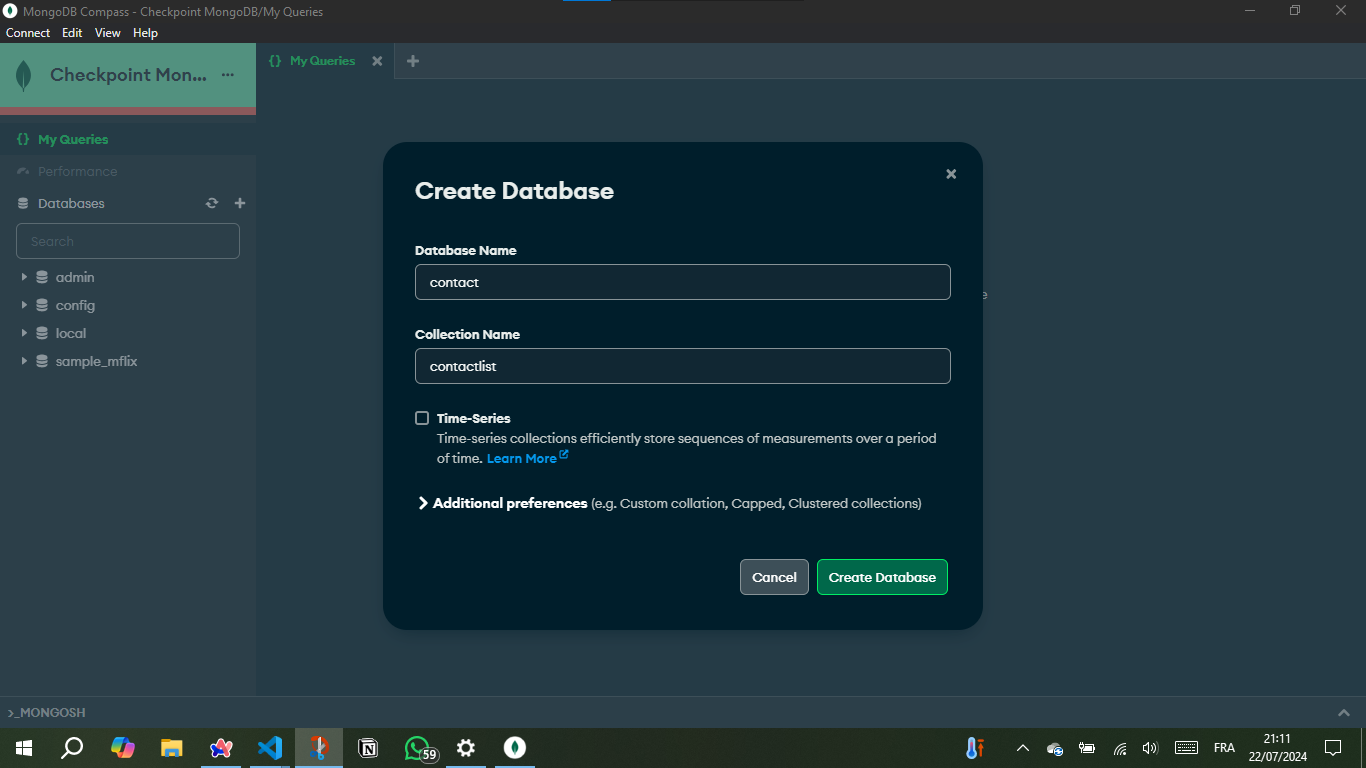 MongoDB Compass - Checkpoint MongoDB/My Queries
Connect Edit View Help
Checkpoint Mon... ...
{} My Queries
{} My Queries
Performance
Databases
Search
admin
config
local
sample_mflix
Create Database
Database Name
contact
e
Collection Name
contactlist
Time-Series
Time-series collections efficiently store sequences of measurements over a period
of time. Learn More
Additional preferences (e.g. Custom collation, Capped, Clustered collections)
Cancel Create Database
>_MONGOSH
59
FRA
21:11
22/07/2024